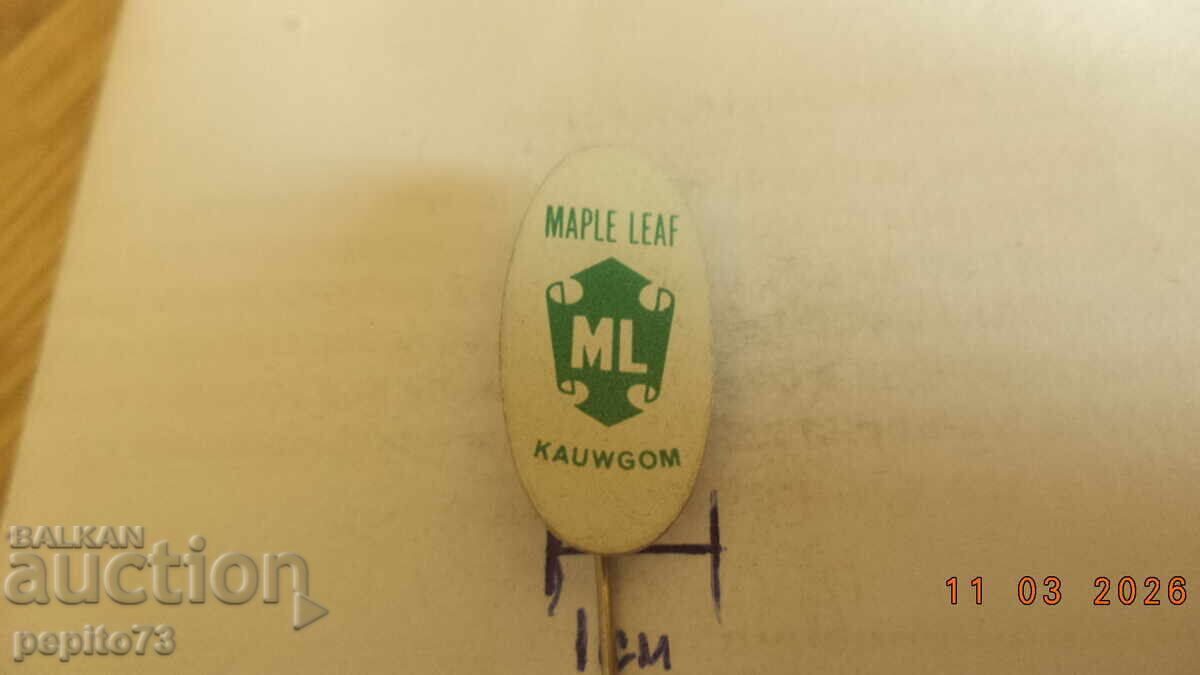 MAPLE LEAF
ML
KAUWGOM
1см
BALKAN
auction
pepito73
11 03 2026